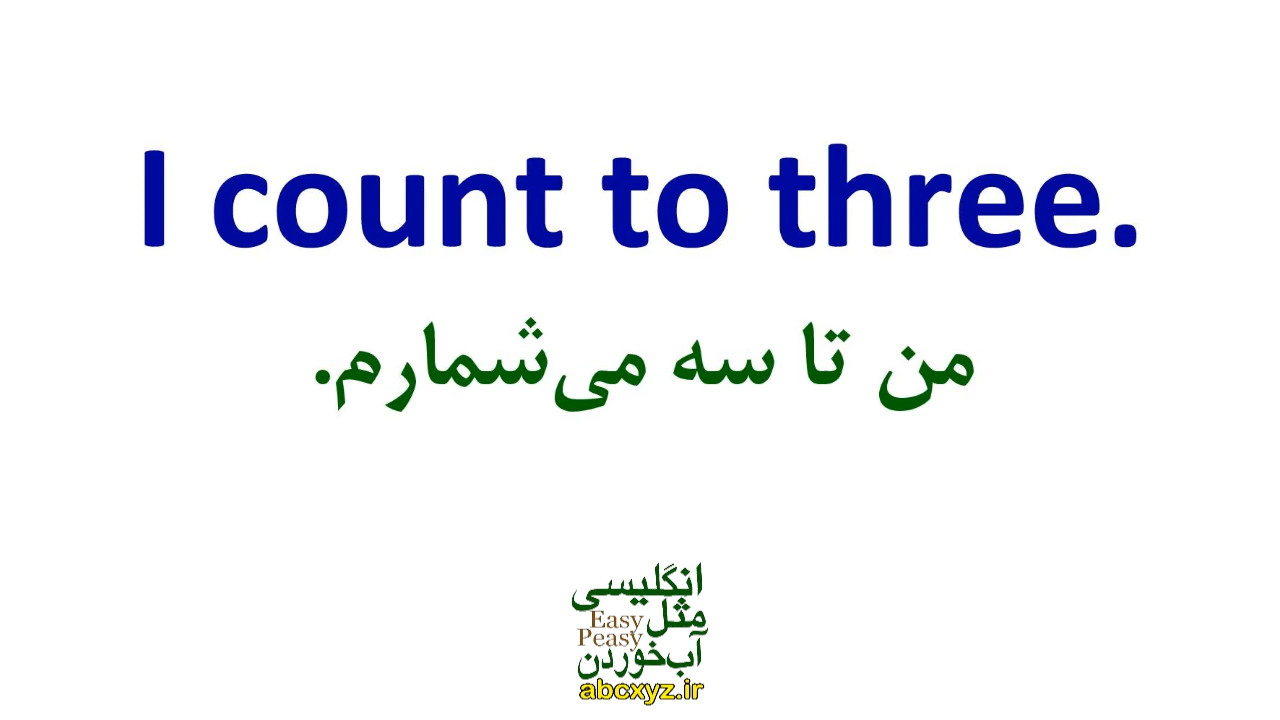 I count to three.
من تا سه می‌شمارم.
انگلیسی
مثل
Easy
Peasy
آب‌خوردن
abcxyz.ir